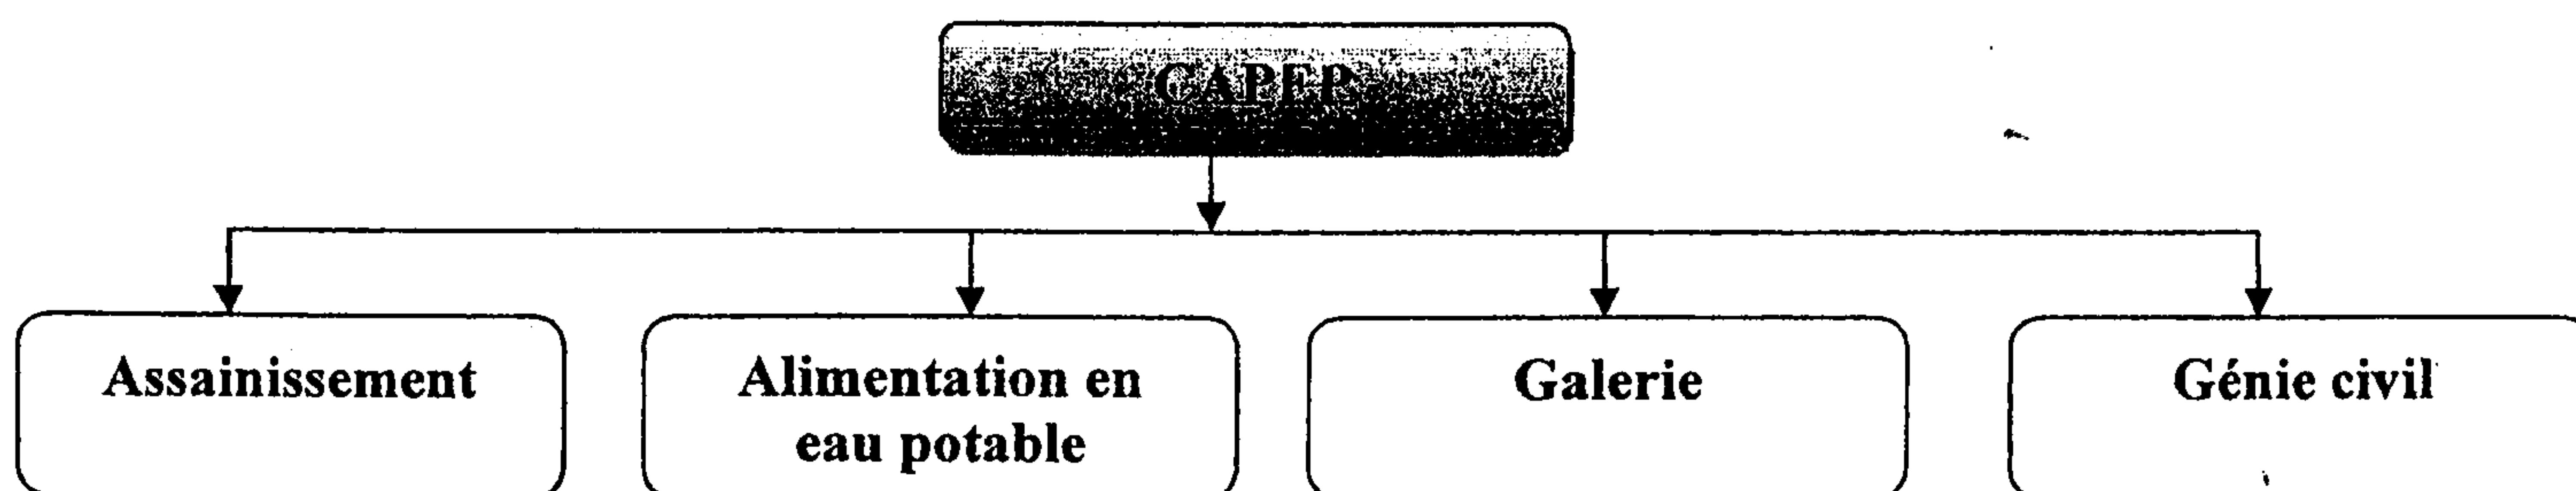 CAPEP
Assainissement
Alimentation en
eau potable
Galerie
Génie civil